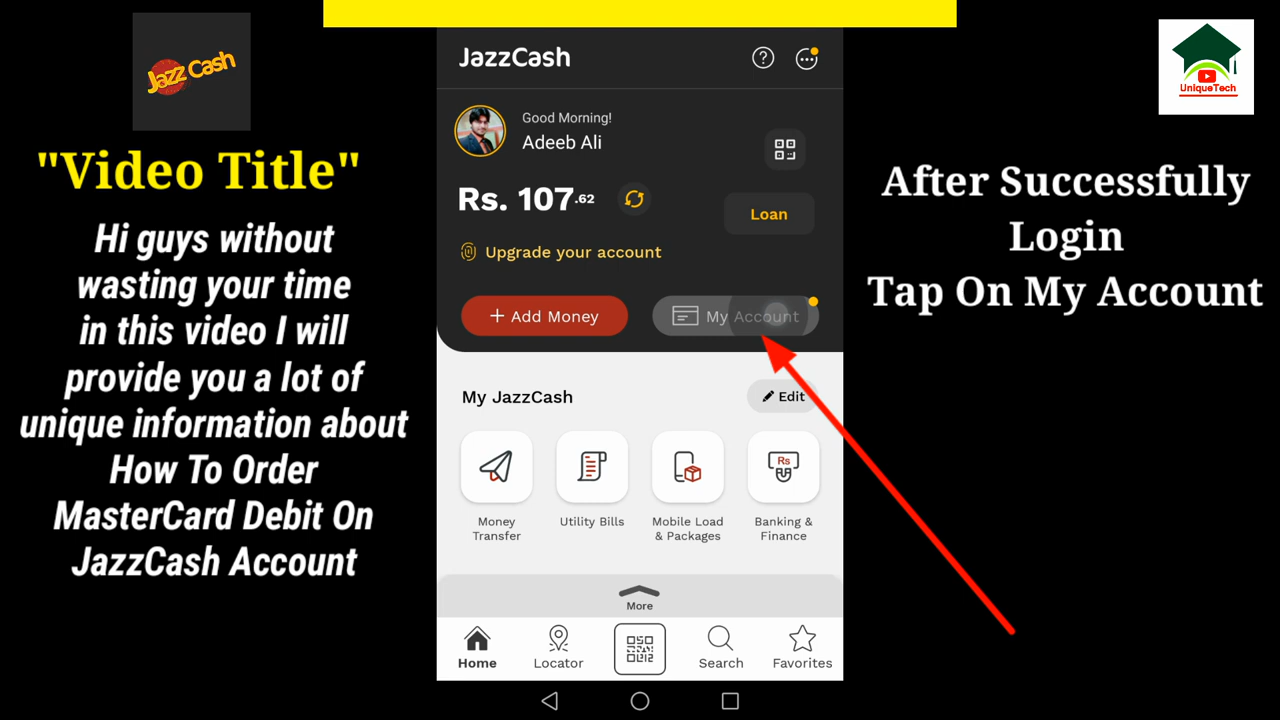 Jazz Cash
"Video Title"
Hi guys without
wasting your time
in this video I will
provide you a lot of
unique information about
How To Order
MasterCard Debit On
JazzCash Account
JazzCash
?
Good Morning!
Adeeb Ali
Rs. 107.62
Loan
Upgrade your account
+ Add Money
My Account
My JazzCash
Edit
Money
Transfer
Utility Bills
Mobile Load
& Packages
Rs
Banking &
Finance
More
Home
Locator
Search
Favorites
UniqueTech
After Successfully
Login
Tap On My Account